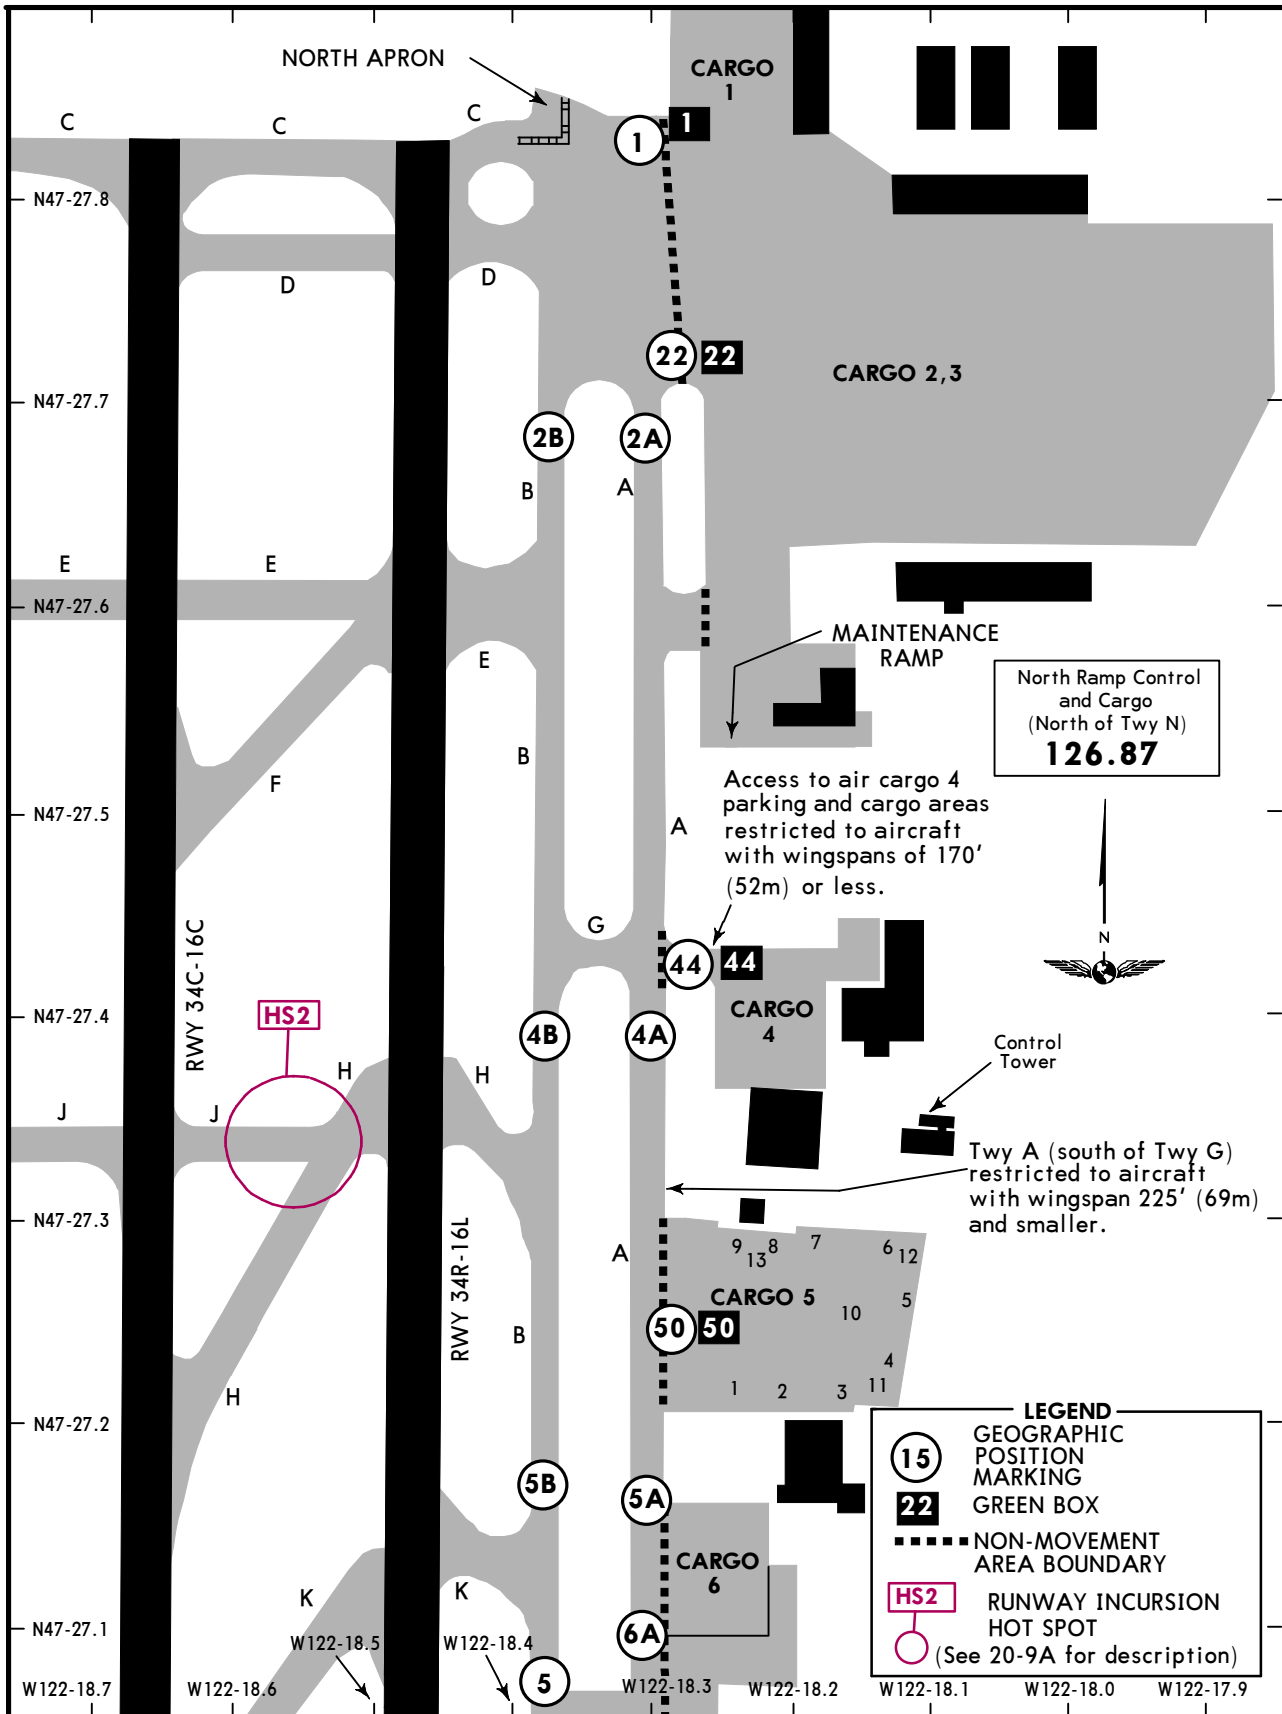 NORTH APRON
CARGO
1
C
C
C
1
1
N47-27.8
D
D
22
22
CARGO 2,3
N47-27.7
2B
2A
B
A
E
E
N47-27.6
E
MAINTENANCE
RAMP
North Ramp Control
and Cargo
(North of Twy N)
126.87
B
F
Access to air cargo 4
parking and cargo areas
restricted to aircraft
with wingspans of 170'
(52m) or less.
N47-27.5
A
G
N
RWY 34C-16C
44
44
HS2
N47-27.4
4B
4A
CARGO
4
Control
Tower
H
H
J
J
Twy A (south of Twy G)
restricted to aircraft
with wingspan 225' (69m)
and smaller.
N47-27.3
A
9
13
8
7
6
12
CARGO 5
5
10
RWY 34R-16L
B
50
50
4
H
1
2
3
11
N47-27.2
LEGEND
15
GEOGRAPHIC
POSITION
MARKING
22
GREEN BOX
NON-MOVEMENT
AREA BOUNDARY
HS2
RUNWAY INCURSION
HOT SPOT
(See 20-9A for description)
5B
5A
CARGO
6
K
K
N47-27.1
6A
5
W122-18.7
W122-18.6
W122-18.5
W122-18.4
W122-18.3
W122-18.2
W122-18.1
W122-18.0
W122-17.9